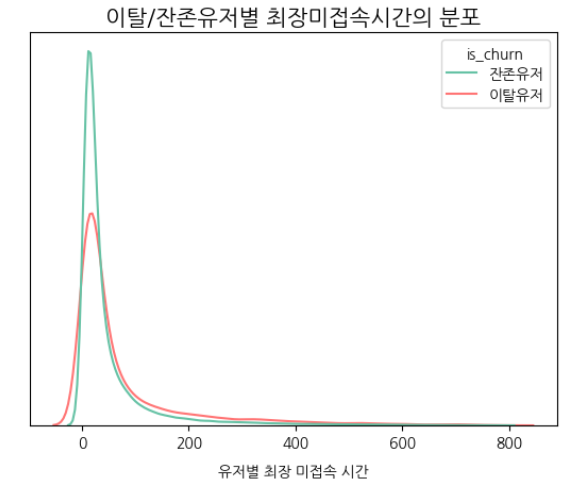 이탈/잔존유저별 최장미접속시간의 분포
is_churn
잔존유저
이탈유저
0 200 400 600 800
유저별 최장 미접속 시간